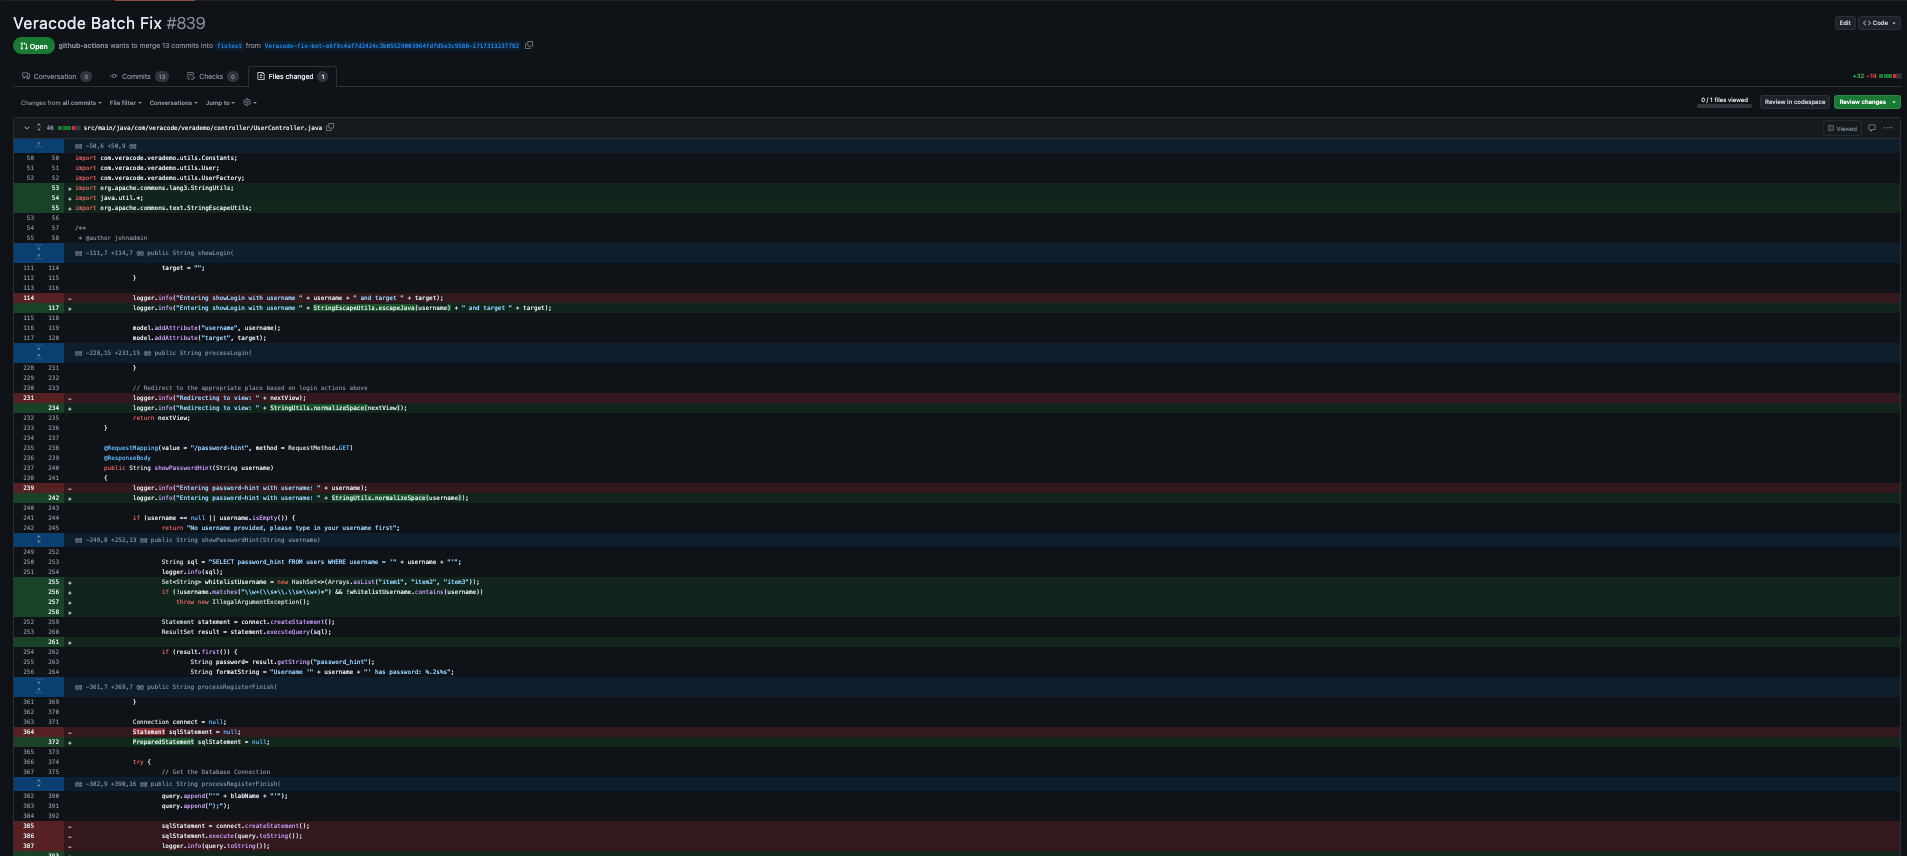 Veracode Batch Fix #839
Edit
<> Code
Open
github-actions wants to merge 13 commits into fixtest from Veracode-fix-bot-e6f9c4af7d2424c3b05529003964fdfd5e3c9580-1717313237782
Conversation 0
Commits 13
Checks 0
Files changed 1
+32 −14
Changes from all commits
File filter
Conversations
Jump to
0 / 1 files viewed
Review in codespace
Review changes
46 src/main/java/com/veracode/verademo/controller/UserController.java
Viewed
@@ -50,6 +50,9 @@
50 50 import com.veracode.verademo.utils.Constants;
51 51 import com.veracode.verademo.utils.User;
52 52 import com.veracode.verademo.utils.UserFactory;
53 + import org.apache.commons.lang3.StringUtils;
54 + import java.util.*;
55 + import org.apache.commons.text.StringEscapeUtils;
53 56
54 57 /**
55 58 * @author johnadmin
@@ -111,7 +114,7 @@ public String showLogin(
111 114 target = "";
112 115 }
113 116
114 - logger.info("Entering showLogin with username " + username + " and target " + target);
117 + logger.info("Entering showLogin with username " + StringEscapeUtils.escapeJava(username) + " and target " + target);
115 118
116 119 model.addAttribute("username", username);
117 120 model.addAttribute("target", target);
@@ -228,15 +231,15 @@ public String processLogin(
228 231 }
229 232
230 233 // Redirect to the appropriate place based on login actions above
231 - logger.info("Redirecting to view: " + nextView);
234 + logger.info("Redirecting to view: " + StringUtils.normalizeSpace(nextView));
232 235 return nextView;
233 236 }
234 237
235 238 @RequestMapping(value = "/password-hint", method = RequestMethod.GET)
236 239 @ResponseBody
237 240 public String showPasswordHint(String username)
238 241 {
239 - logger.info("Entering password-hint with username: " + username);
242 + logger.info("Entering password-hint with username: " + StringUtils.normalizeSpace(username));
240 243
241 244 if (username == null || username.isEmpty()) {
242 245 return "No username provided, please type in your username first";
@@ -249,8 +252,13 @@ public String showPasswordHint(String username)
249 252
250 253 String sql = "SELECT password_hint FROM users WHERE username = '" + username + "'";
251 254 logger.info(sql);
255 + Set<String> whitelistUsername = new HashSet<>(Arrays.asList("item1", "item2", "item3"));
256 + if (!username.matches("\\w+(\\s*\\.\\s*\\w+)*") && !whitelistUsername.contains(username))
257 + throw new IllegalArgumentException();
258 +
252 259 Statement statement = connect.createStatement();
253 260 ResultSet result = statement.executeQuery(sql);
261 +
254 262 if (result.first()) {
255 263 String password= result.getString("password_hint");
256 264 String formatString = "Username '" + username + "' has password: %.2s%s";
@@ -361,7 +369,7 @@ public String processRegisterFinish(
361 369 }
362 370
363 371 Connection connect = null;
364 - Statement sqlStatement = null;
372 + PreparedStatement sqlStatement = null;
365 373
366 374 try {
367 375 // Get the Database Connection
@@ -382,9 +390,16 @@ public String processRegisterFinish(
382 390 query.append("'" + blabName + "'");
383 391 query.append(");");
384 392
385 - sqlStatement = connect.createStatement();
386 - sqlStatement.execute(query.toString());
387 - logger.info(query.toString());
393 +